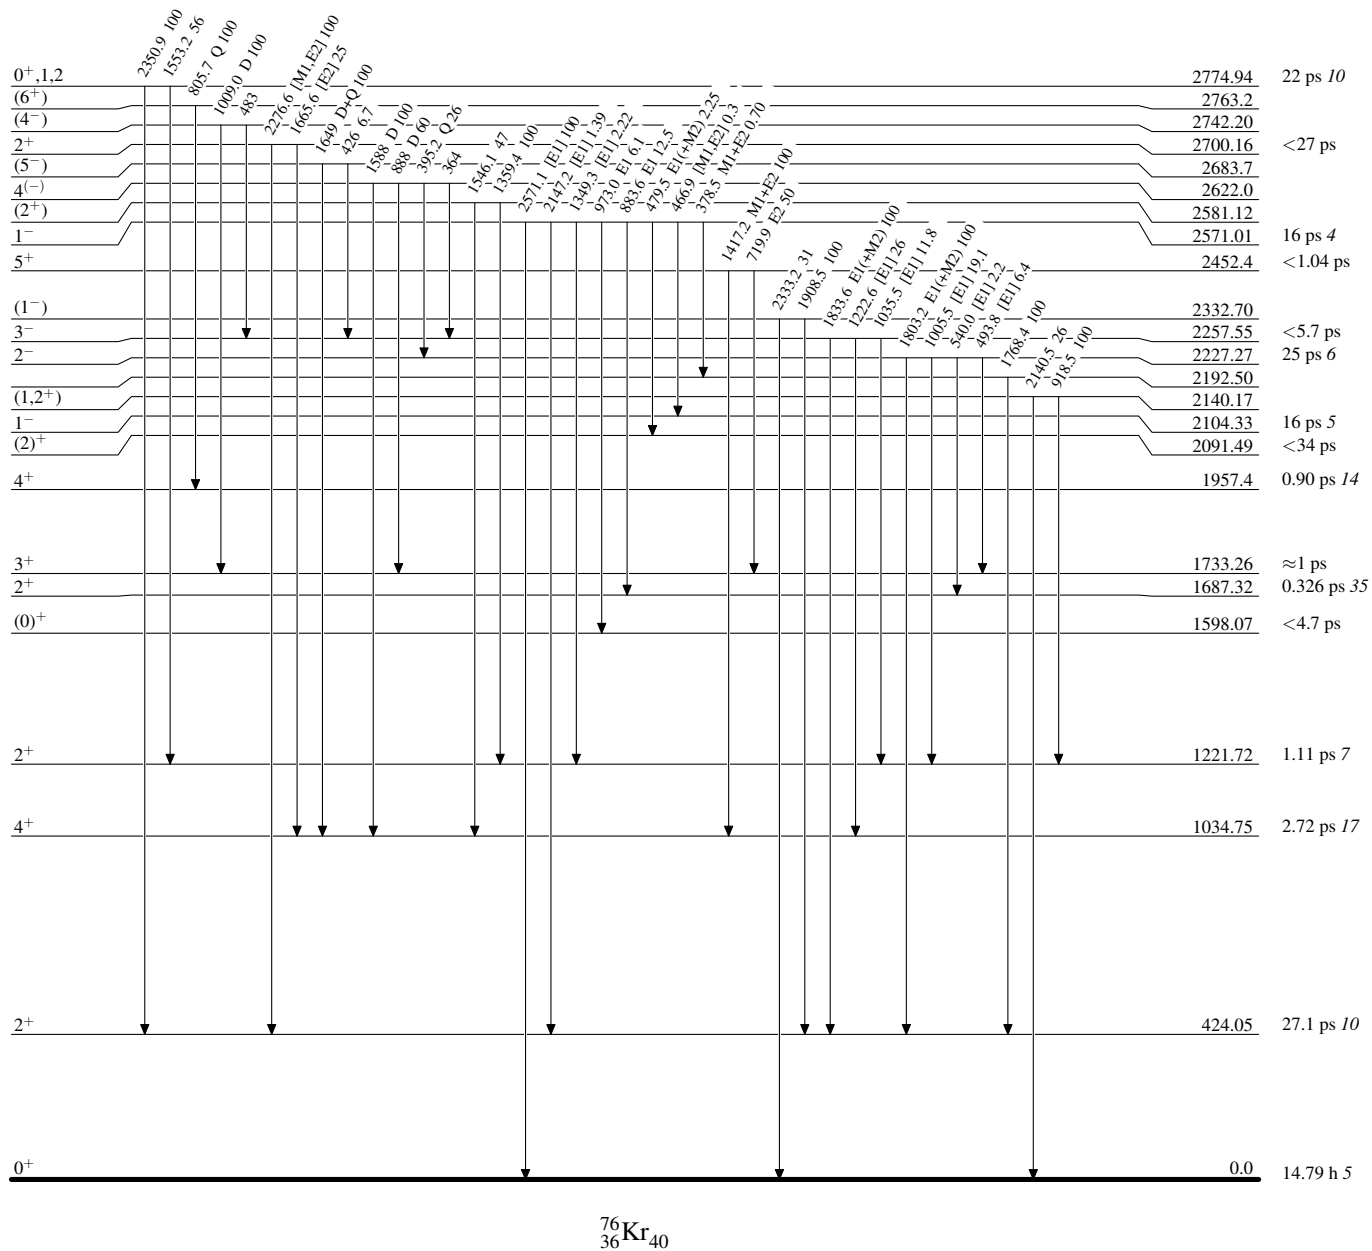 2350.9 100
1553.2 56
805.7 Q 100
1009.0 D 100
483
2276.6 [M1,E2] 100
1665.6 [E2] 25
1649 D+Q 100
426 6.7
1588 D 100
888 D 60
395.2 Q 26
364
1546.1 47
1359.4 100
2571.1 [E1] 100
2147.2 [E1] 1.39
1349.3 [E1] 2.22
973.0 E1 6.1
883.6 E1 12.5
479.5 E1(+M2) 2.25
466.9 [M1,E2] 0.3
378.5 M1+E2 0.70
1417.2 M1+E2 100
719.9 E2 50
2333.2 31
1908.5 100
1833.6 E1(+M2) 100
1222.6 [E1] 26
1035.5 [E1] 11.8
1803.2 E1(+M2) 100
1005.5 [E1] 19.1
540.0 [E1] 2.2
493.8 [E1] 6.4
1768.4 100
2140.5 26
918.5 100
0⁺,1,2 2774.94 22 ps 10
(6⁺) 2763.2
(4⁻) 2742.20
2⁺ 2700.16 <27 ps
(5⁻) 2683.7
4⁽⁻⁾ 2622.0
(2⁺) 2581.12
1⁻ 2571.01 16 ps 4
5⁺ 2452.4 <1.04 ps
(1⁻) 2332.70
3⁻ 2257.55 <5.7 ps
2⁻ 2227.27 25 ps 6
2192.50
(1,2⁺) 2140.17
1⁻ 2104.33 16 ps 5
(2)⁺ 2091.49 <34 ps
4⁺ 1957.4 0.90 ps 14
3⁺ 1733.26 ≈1 ps
2⁺ 1687.32 0.326 ps 35
(0)⁺ 1598.07 <4.7 ps
2⁺ 1221.72 1.11 ps 7
4⁺ 1034.75 2.72 ps 17
2⁺ 424.05 27.1 ps 10
0⁺ 0.0 14.79 h 5
⁷⁶₃₆Kr₄₀